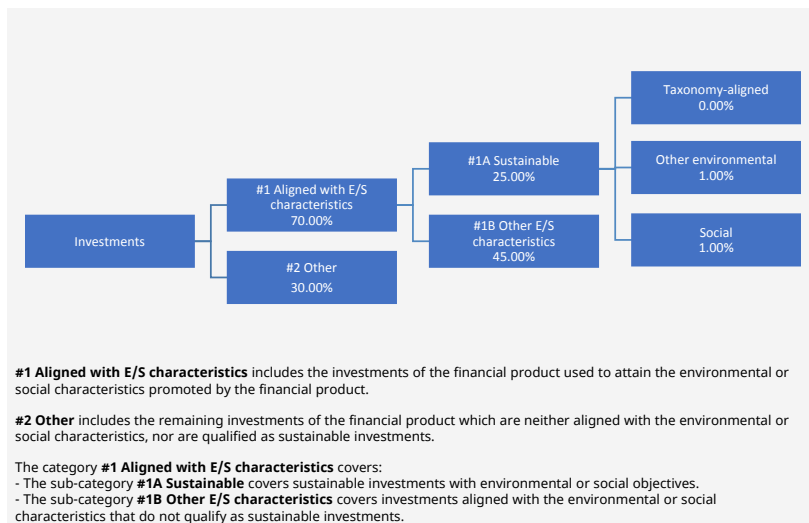 Taxonomy-aligned
0.00%
#1A Sustainable
25.00%
Other environmental
1.00%
#1 Aligned with E/S
characteristics
70.00%
#1B Other E/S
characteristics
45.00%
Social
1.00%
Investments
#2 Other
30.00%
#1 Aligned with E/S characteristics includes the investments of the financial product used to attain the environmental or
social characteristics promoted by the financial product.
#2 Other includes the remaining investments of the financial product which are neither aligned with the environmental or
social characteristics, nor are qualified as sustainable investments.
The category #1 Aligned with E/S characteristics covers:
- The sub-category #1A Sustainable covers sustainable investments with environmental or social objectives.
- The sub-category #1B Other E/S characteristics covers investments aligned with the environmental or social
characteristics that do not qualify as sustainable investments.